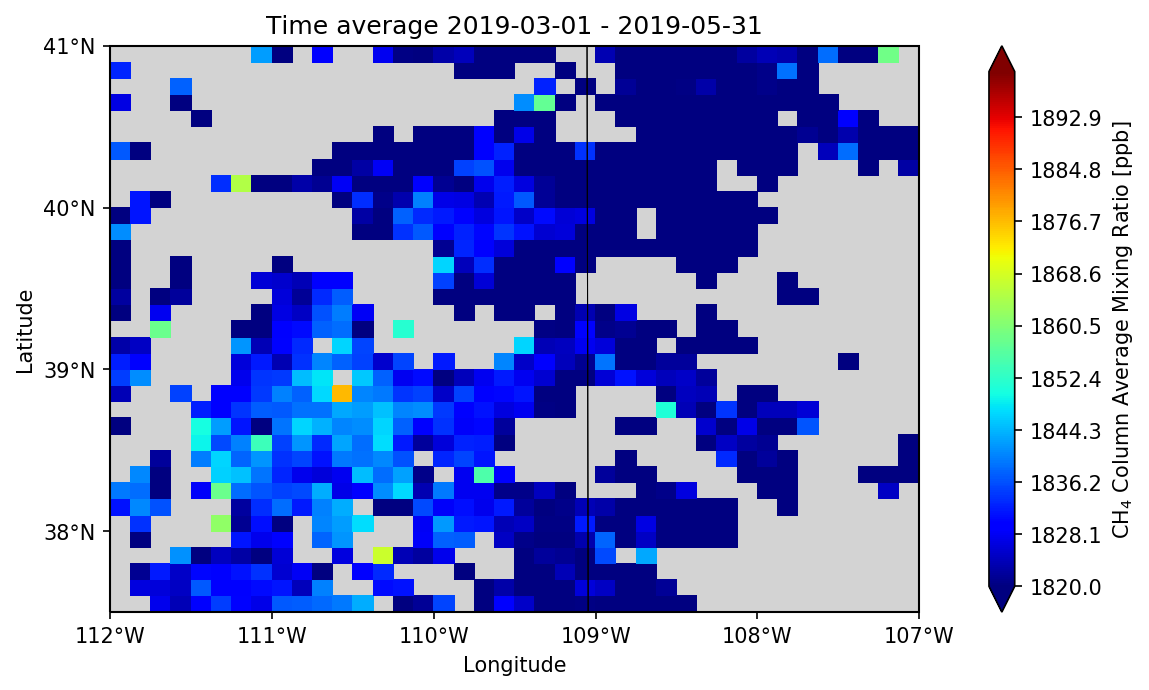 Time average 2019-03-01 - 2019-05-31
41°N
40°N
39°N
38°N
Latitude
112°W
111°W
110°W
109°W
108°W
107°W
Longitude
1892.9
1884.8
1876.7
1868.6
1860.5
1852.4
1844.3
1836.2
1828.1
1820.0
CH₄ Column Average Mixing Ratio [ppb]